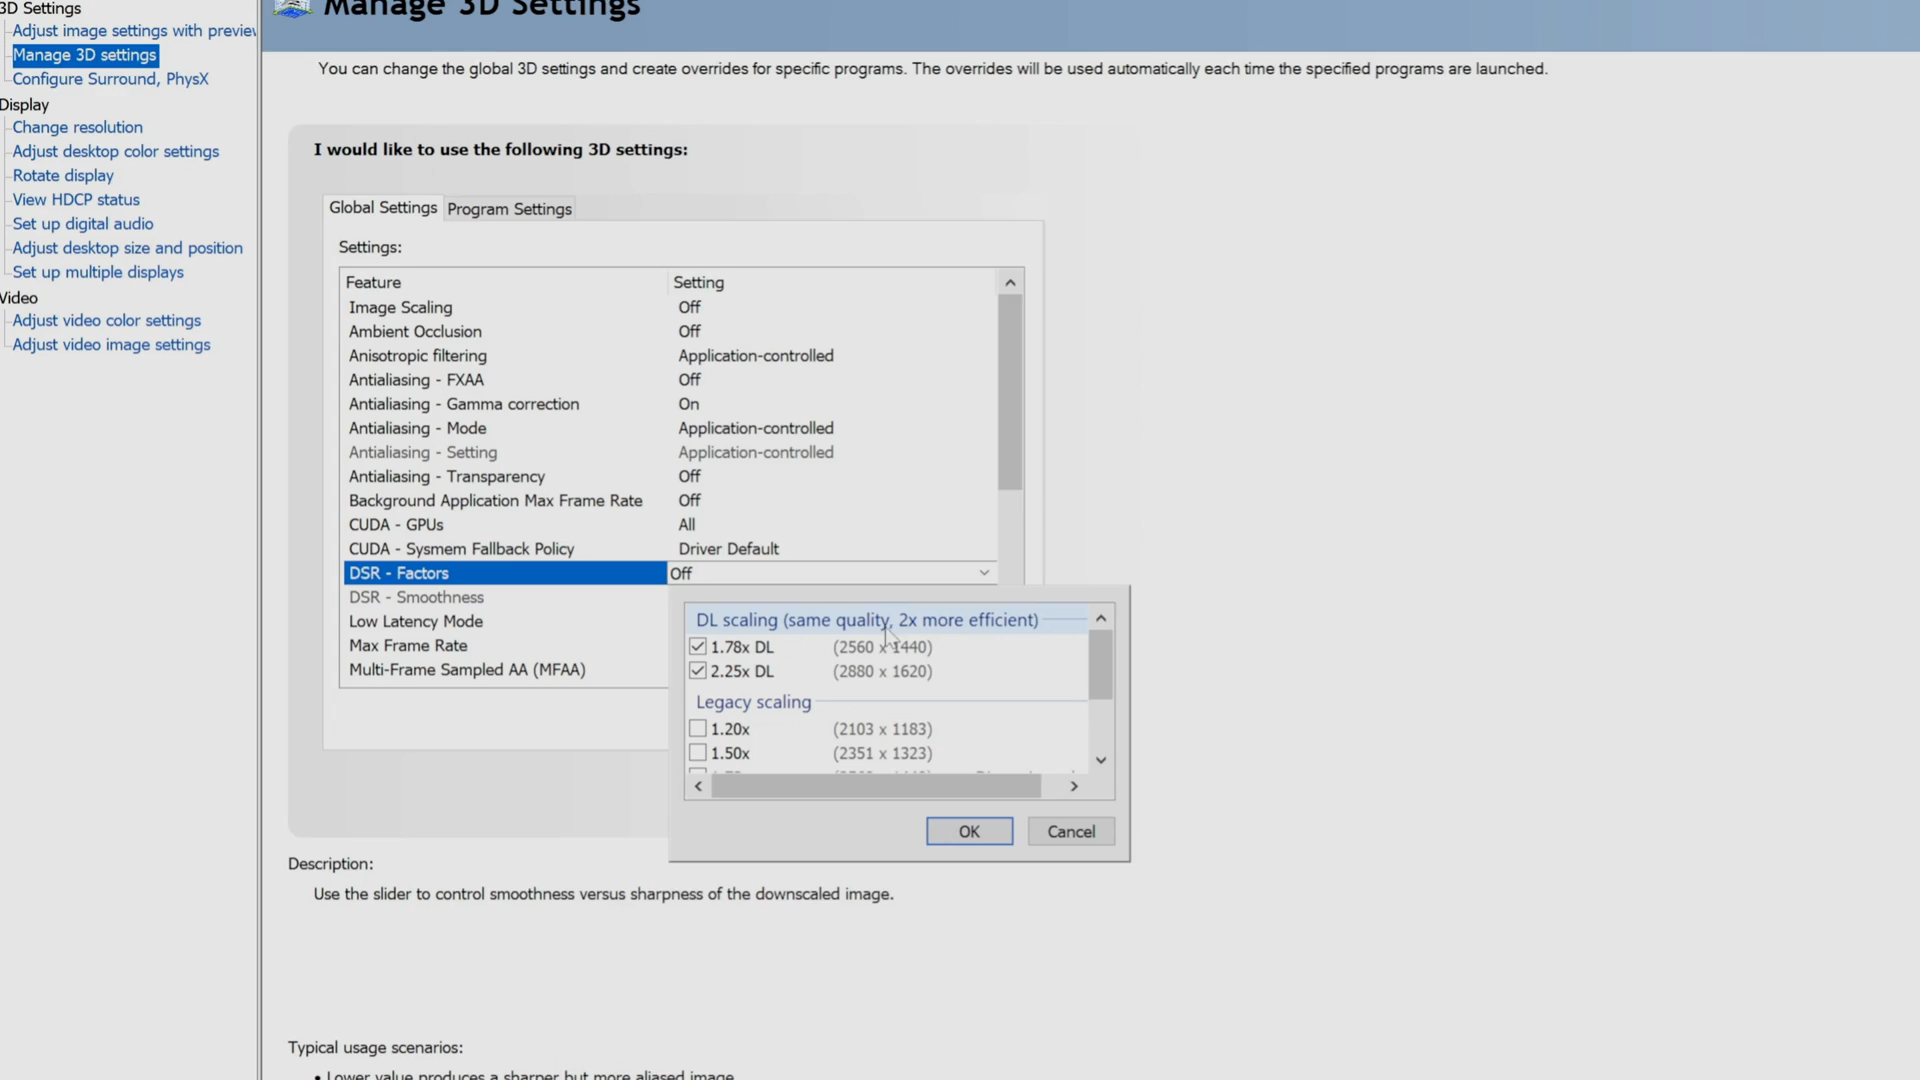 3D Settings
Adjust image settings with preview
Manage 3D settings
Configure Surround, PhysX
Display
Change resolution
Adjust desktop color settings
Rotate display
View HDCP status
Set up digital audio
Adjust desktop size and position
Set up multiple displays
Video
Adjust video color settings
Adjust video image settings
Manage 3D Settings
You can change the global 3D settings and create overrides for specific programs. The overrides will be used automatically each time the specified programs are launched.
I would like to use the following 3D settings:
Global Settings Program Settings
Settings:
Feature Setting
Image Scaling Off
Ambient Occlusion Off
Anisotropic filtering Application-controlled
Antialiasing - FXAA Off
Antialiasing - Gamma correction On
Antialiasing - Mode Application-controlled
Antialiasing - Setting Application-controlled
Antialiasing - Transparency Off
Background Application Max Frame Rate Off
CUDA - GPUs All
CUDA - Sysmem Fallback Policy Driver Default
DSR - Factors Off
DSR - Smoothness
Low Latency Mode
Max Frame Rate
Multi-Frame Sampled AA (MFAA)
DL scaling (same quality, 2x more efficient)
1.78x DL (2560 x 1440)
2.25x DL (2880 x 1620)
Legacy scaling
1.20x (2103 x 1183)
1.50x (2351 x 1323)
OK Cancel
Description:
Use the slider to control smoothness versus sharpness of the downscaled image.
Typical usage scenarios:
• Lower value produces a sharper but more aliased image